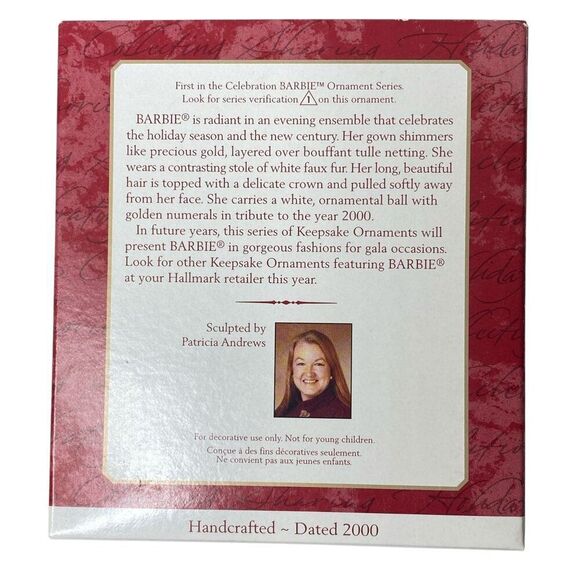 Collecting Sharing Holiday
First in the Celebration BARBIE™ Ornament Series.
Look for series verification ⚠ on this ornament.
BARBIE® is radiant in an evening ensemble that celebrates
the holiday season and the new century. Her gown shimmers
like precious gold, layered over bouffant tulle netting. She
wears a contrasting stole of white faux fur. Her long, beautiful
hair is topped with a delicate crown and pulled softly away
from her face. She carries a white, ornamental ball with
golden numerals in tribute to the year 2000.
In future years, this series of Keepsake Ornaments will
present BARBIE® in gorgeous fashions for gala occasions.
Look for other Keepsake Ornaments featuring BARBIE®
at your Hallmark retailer this year.
Sculpted by
Patricia Andrews
For decorative use only. Not for young children.
Conçue à des fins décoratives seulement.
Ne convient pas aux jeunes enfants.
Handcrafted ~ Dated 2000